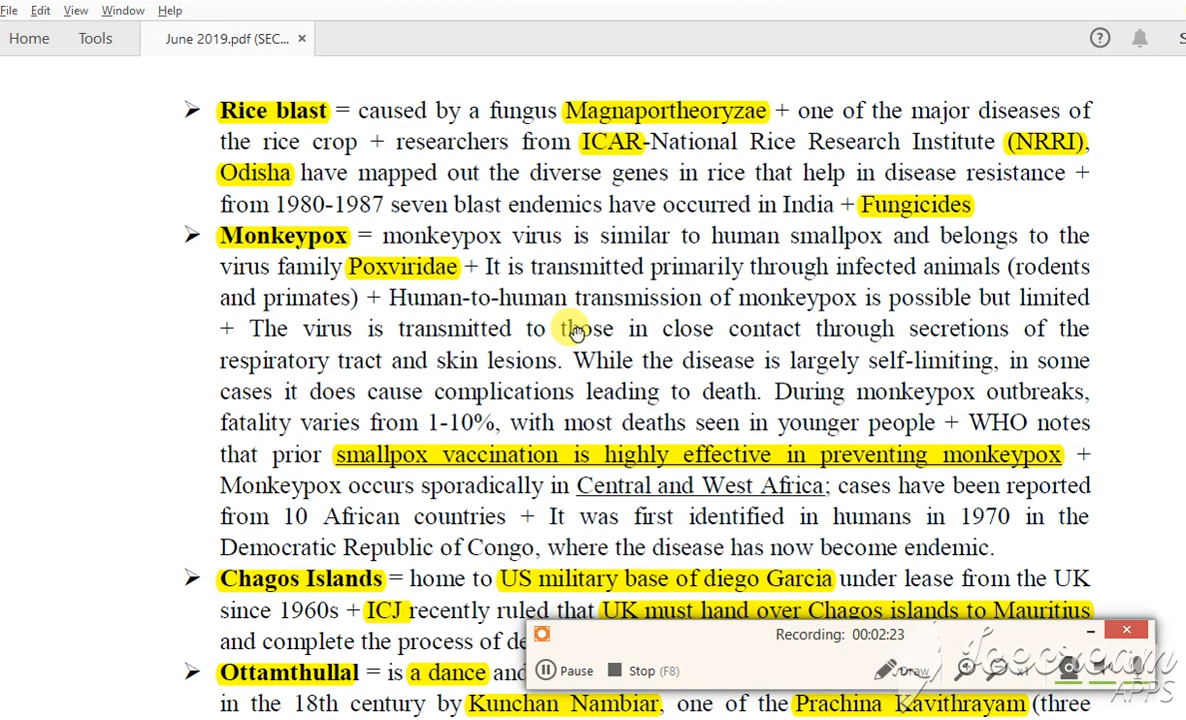 File Edit View Window Help
Home Tools June 2019.pdf (SEC... × ?
➤ Rice blast = caused by a fungus Magnaportheoryzae + one of the major diseases of
the rice crop + researchers from ICAR-National Rice Research Institute (NRRI),
Odisha have mapped out the diverse genes in rice that help in disease resistance +
from 1980-1987 seven blast endemics have occurred in India + Fungicides
➤ Monkeypox = monkeypox virus is similar to human smallpox and belongs to the
virus family Poxviridae + It is transmitted primarily through infected animals (rodents
and primates) + Human-to-human transmission of monkeypox is possible but limited
+ The virus is transmitted to those in close contact through secretions of the
respiratory tract and skin lesions. While the disease is largely self-limiting, in some
cases it does cause complications leading to death. During monkeypox outbreaks,
fatality varies from 1-10%, with most deaths seen in younger people + WHO notes
that prior smallpox vaccination is highly effective in preventing monkeypox +
Monkeypox occurs sporadically in Central and West Africa; cases have been reported
from 10 African countries + It was first identified in humans in 1970 in the
Democratic Republic of Congo, where the disease has now become endemic.
➤ Chagos Islands = home to US military base of diego Garcia under lease from the UK
since 1960s + ICJ recently ruled that UK must hand over Chagos islands to Mauritius
and complete the process of de
Recording: 00:02:23
➤ Ottamthullal = is a dance and
Pause Stop (F8) Draw x1
Icecream
APPS
in the 18th century by Kunchan Nambiar, one of the Prachina Kavithrayam (three